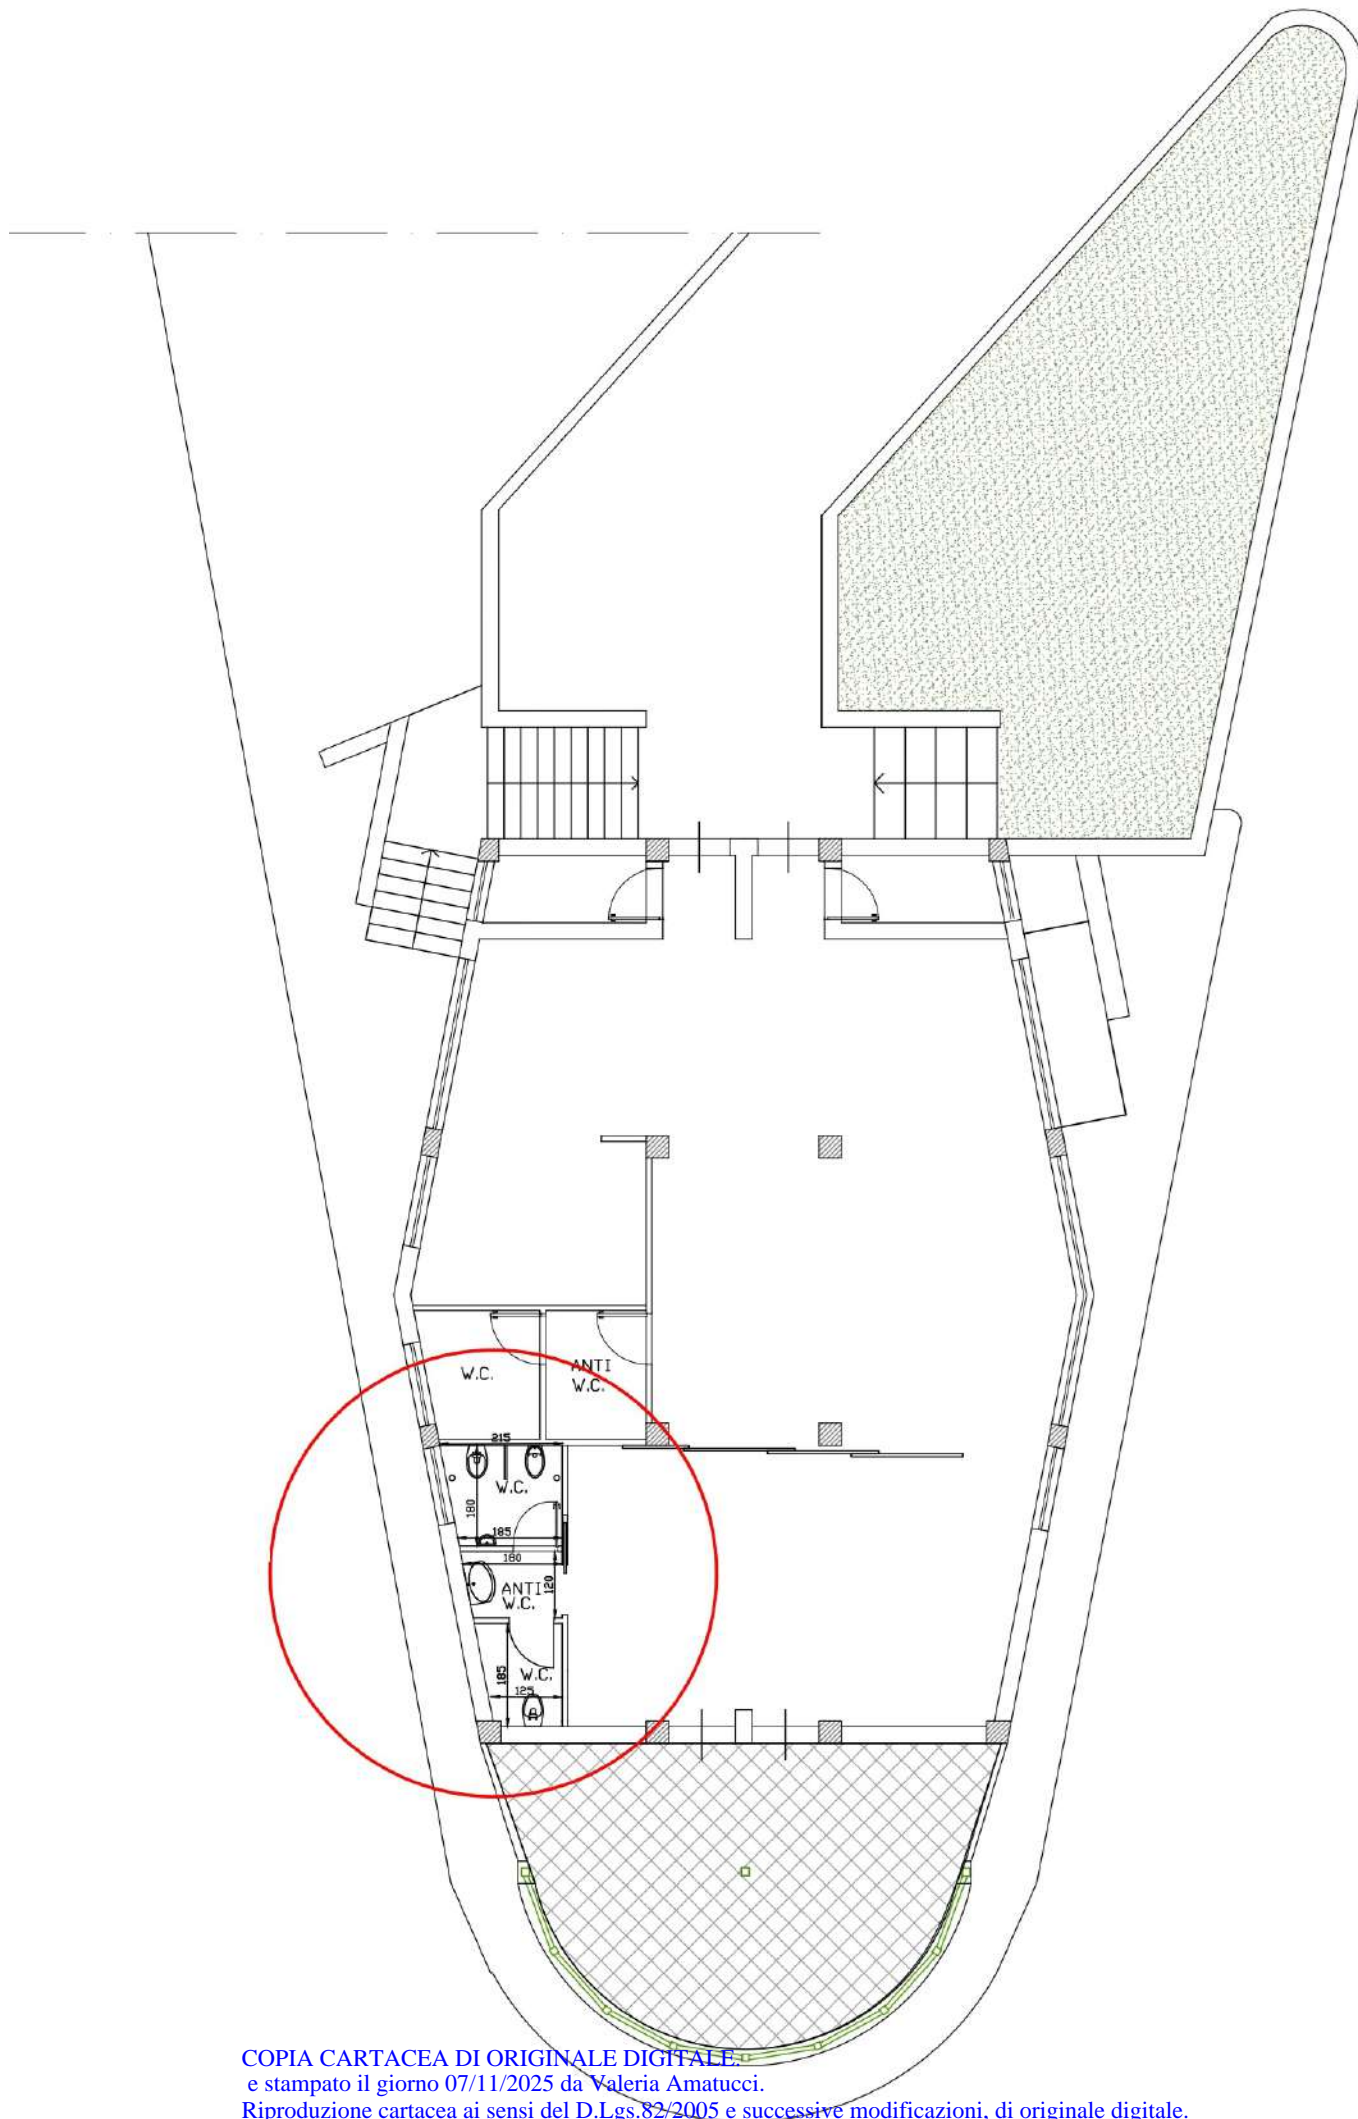 W.C.
ANTI
W.C.
215
W.C.
180
185
180
ANTI
W.C.
120
W.C.
185
125
COPIA CARTACEA DI ORIGINALE DIGITALE.
e stampato il giorno 07/11/2025 da Valeria Amatucci.
Riproduzione cartacea ai sensi del D.Lgs.82/2005 e successive modificazioni, di originale digitale.